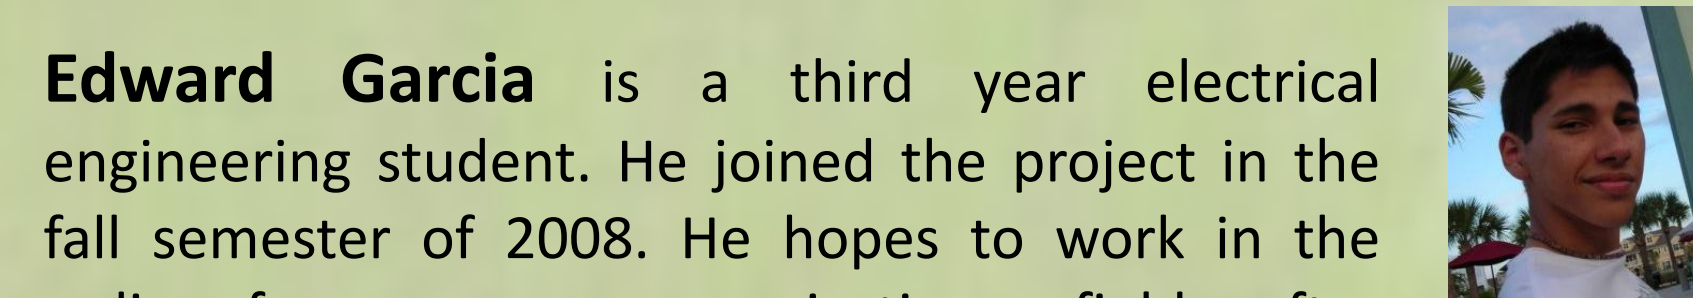 Edward Garcia is a third year electrical
engineering student. He joined the project in the
fall semester of 2008. He hopes to work in the